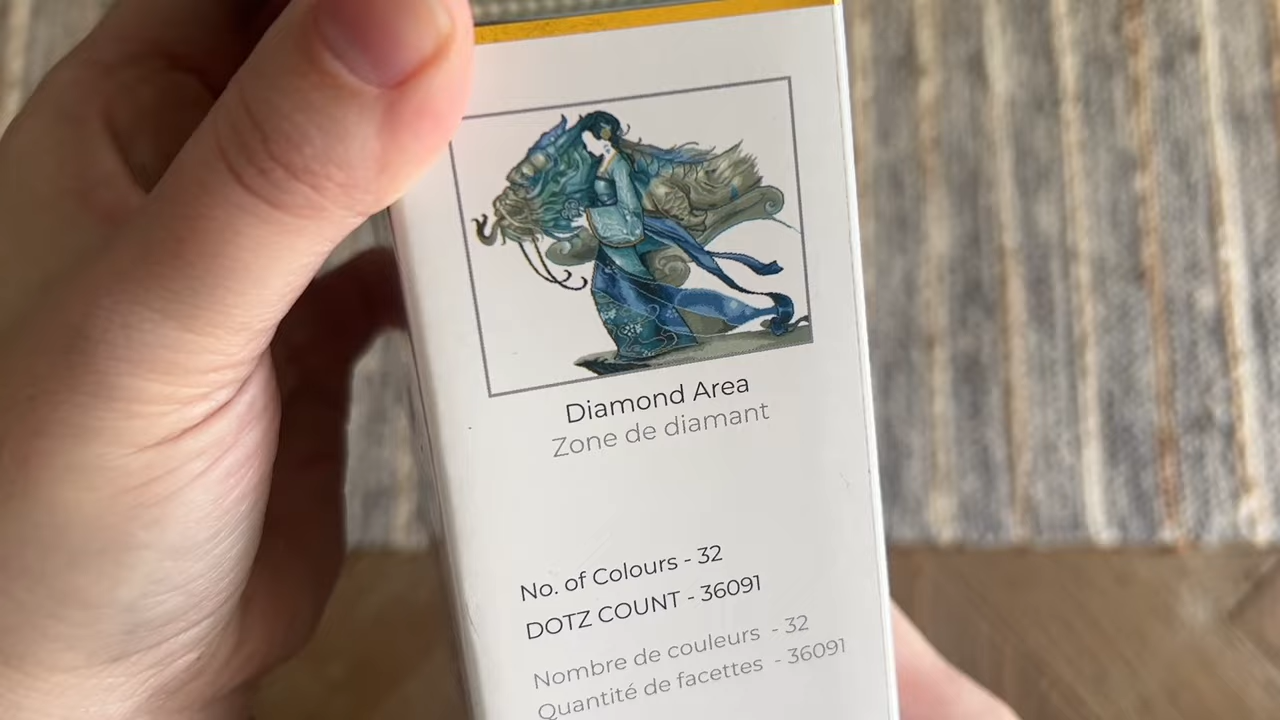 Diamond Area
Zone de diamant
No. of Colours - 32
DOTZ COUNT - 36091
Nombre de couleurs - 32
Quantité de facettes - 36091